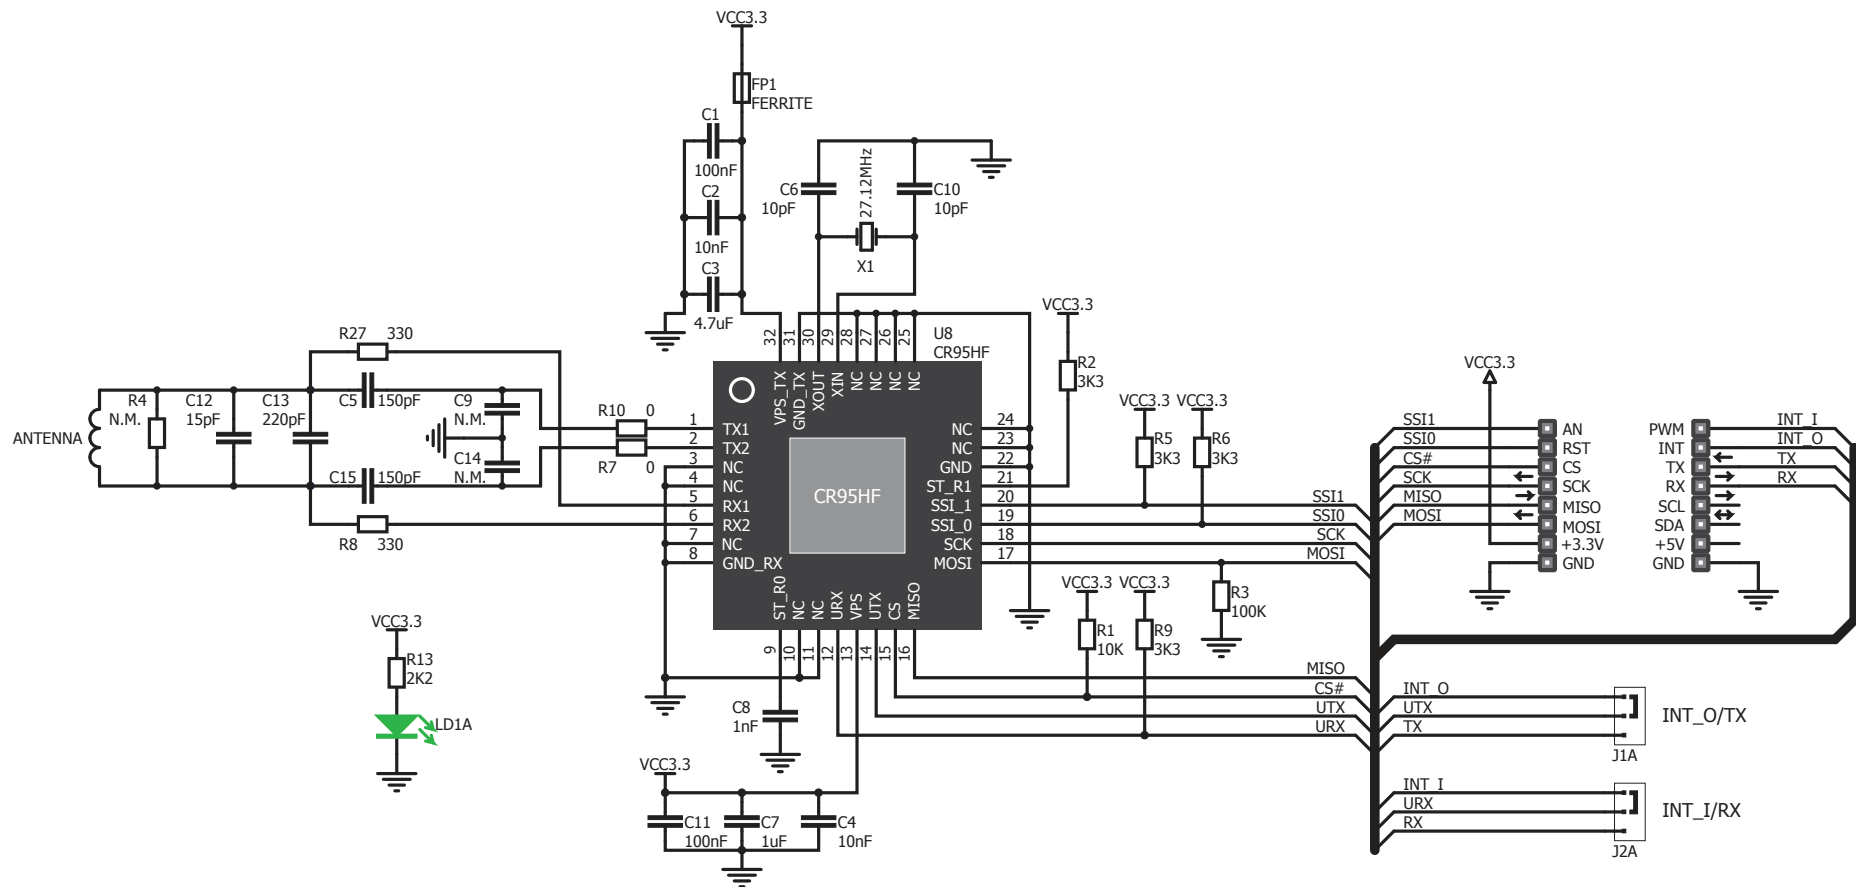 VCC3.3
FP1
FERRITE
C1
100nF
C2
10nF
C3
4.7uF
C6
10pF
27.12MHz
X1
C10
10pF
VCC3.3
R2
3K3
U8
CR95HF
R27 330
R4
N.M.
C12
15pF
C13
220pF
C5 150pF
C9
N.M.
ANTENNA
C15 150pF
C14
N.M.
R8 330
R10 0
R7 0
32
31
30
29
28
27
26
25
VPS_TX
GND_TX
XOUT
XIN
NC
NC
NC
NC
1 TX1
2 TX2
3 NC
4 NC
5 RX1
6 RX2
7 NC
8 GND_RX
CR95HF
NC 24
NC 23
GND 22
ST_R1 21
SSI_1 20
SSI_0 19
SCK 18
MOSI 17
ST_R0
NC
NC
URX
VPS
UTX
CS
MISO
9
10
11
12
13
14
15
16
VCC3.3
R5
3K3
VCC3.3
R6
3K3
SSI1
SSI0
SCK
MOSI
R3
100K
VCC3.3
R1
10K
VCC3.3
R9
3K3
MISO
CS#
UTX
URX
VCC3.3
R13
2K2
LD1A
C8
1nF
VCC3.3
C11
100nF
C7
1uF
C4
10nF
VCC3.3
SSI1
SSI0
CS#
SCK
MISO
MOSI
AN
RST
CS
SCK
MISO
MOSI
+3.3V
GND
PWM
INT
TX
RX
SCL
SDA
+5V
GND
INT_I
INT_O
TX
RX
INT_O
UTX
TX
INT_O/TX
J1A
INT_I
URX
RX
INT_I/RX
J2A